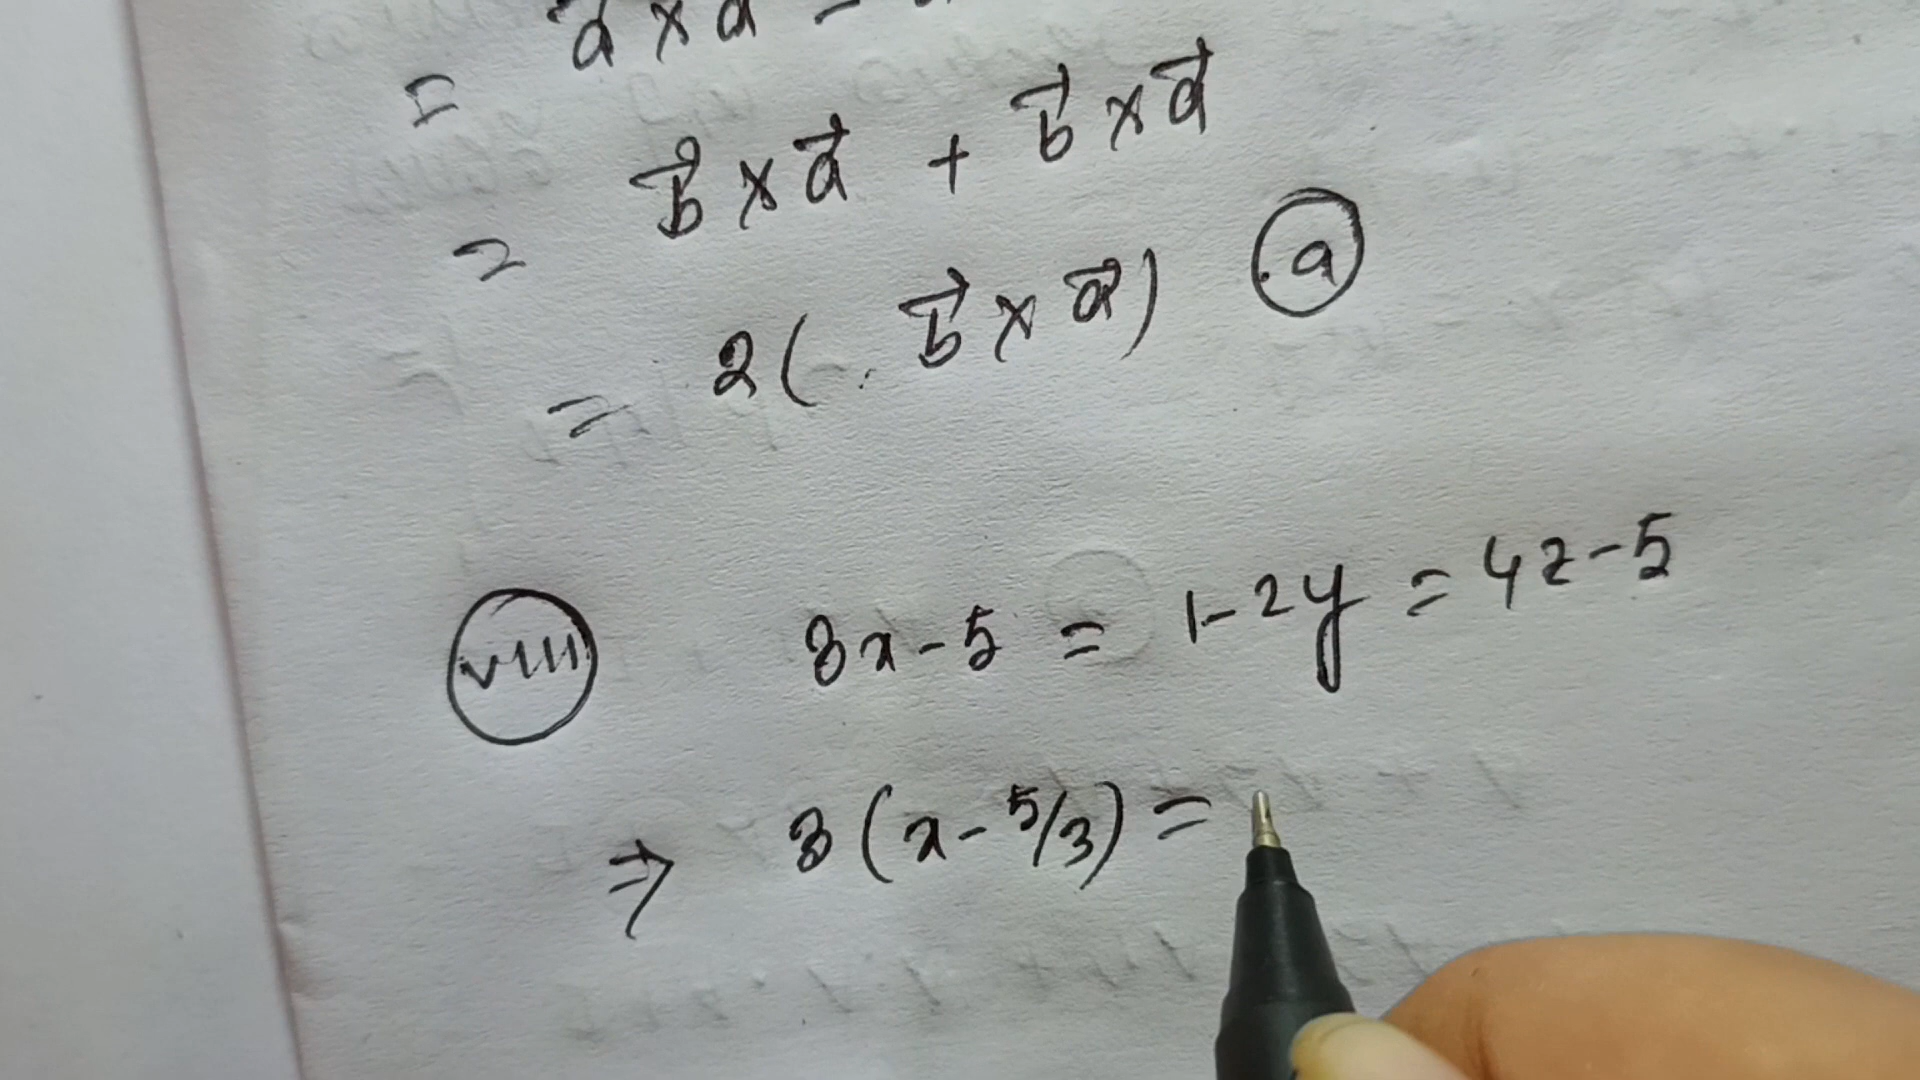 = a⃗ × a⃗ -
= b⃗ × a⃗ + b⃗ × a⃗
= 2( b⃗ × a⃗) (a)
(viii) 3x - 5 = 1 - 2y = 4z - 5
⇒ 3(x - 5/3) =